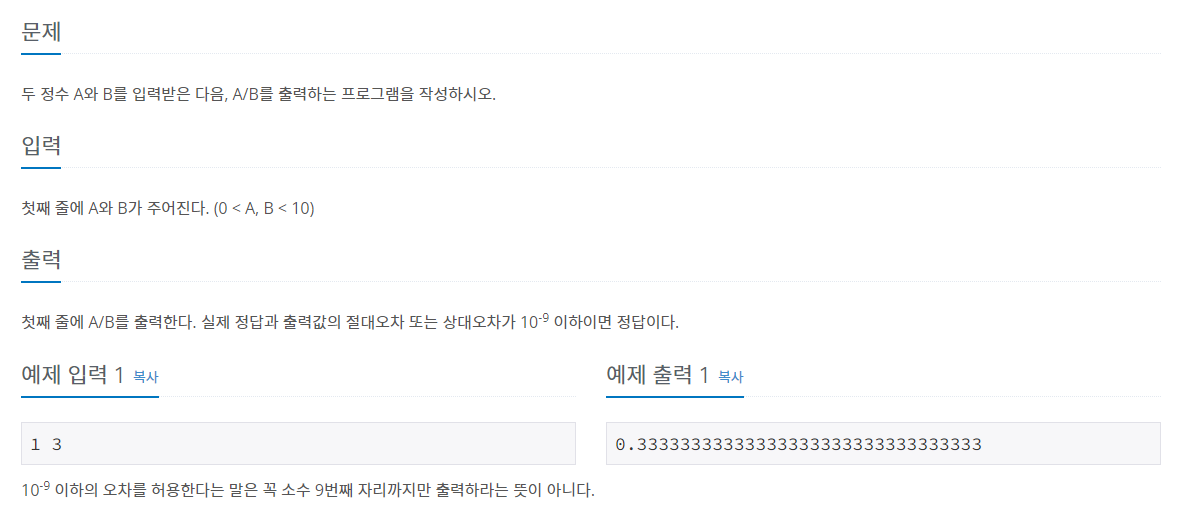 문제
두 정수 A와 B를 입력받은 다음, A/B를 출력하는 프로그램을 작성하시오.
입력
첫째 줄에 A와 B가 주어진다. (0 < A, B < 10)
출력
첫째 줄에 A/B를 출력한다. 실제 정답과 출력값의 절대오차 또는 상대오차가 10-9 이하이면 정답이다.
예제 입력 1 복사
1 3
예제 출력 1 복사
0.33333333333333333333333333333333
10-9 이하의 오차를 허용한다는 말은 꼭 소수 9번째 자리까지만 출력하라는 뜻이 아니다.